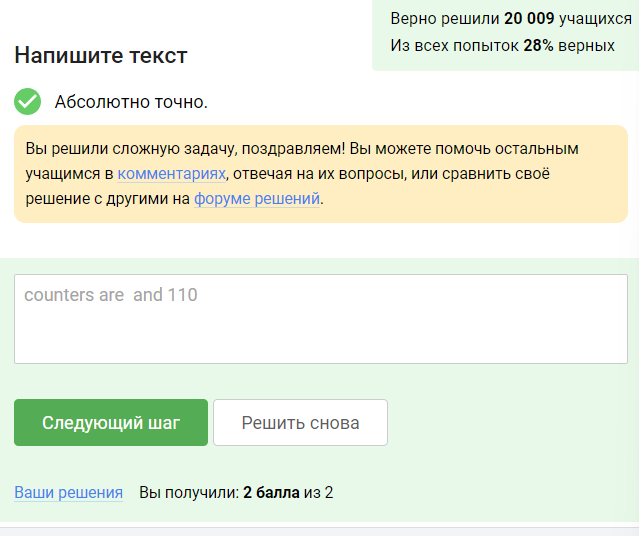 Верно решили 20 009 учащихся
Из всех попыток 28% верных
Напишите текст
Абсолютно точно.
Вы решили сложную задачу, поздравляем! Вы можете помочь остальным
учащимся в комментариях, отвечая на их вопросы, или сравнить своё
решение с другими на форуме решений.
counters are  and 110
Следующий шаг
Решить снова
Ваши решения Вы получили: 2 балла из 2